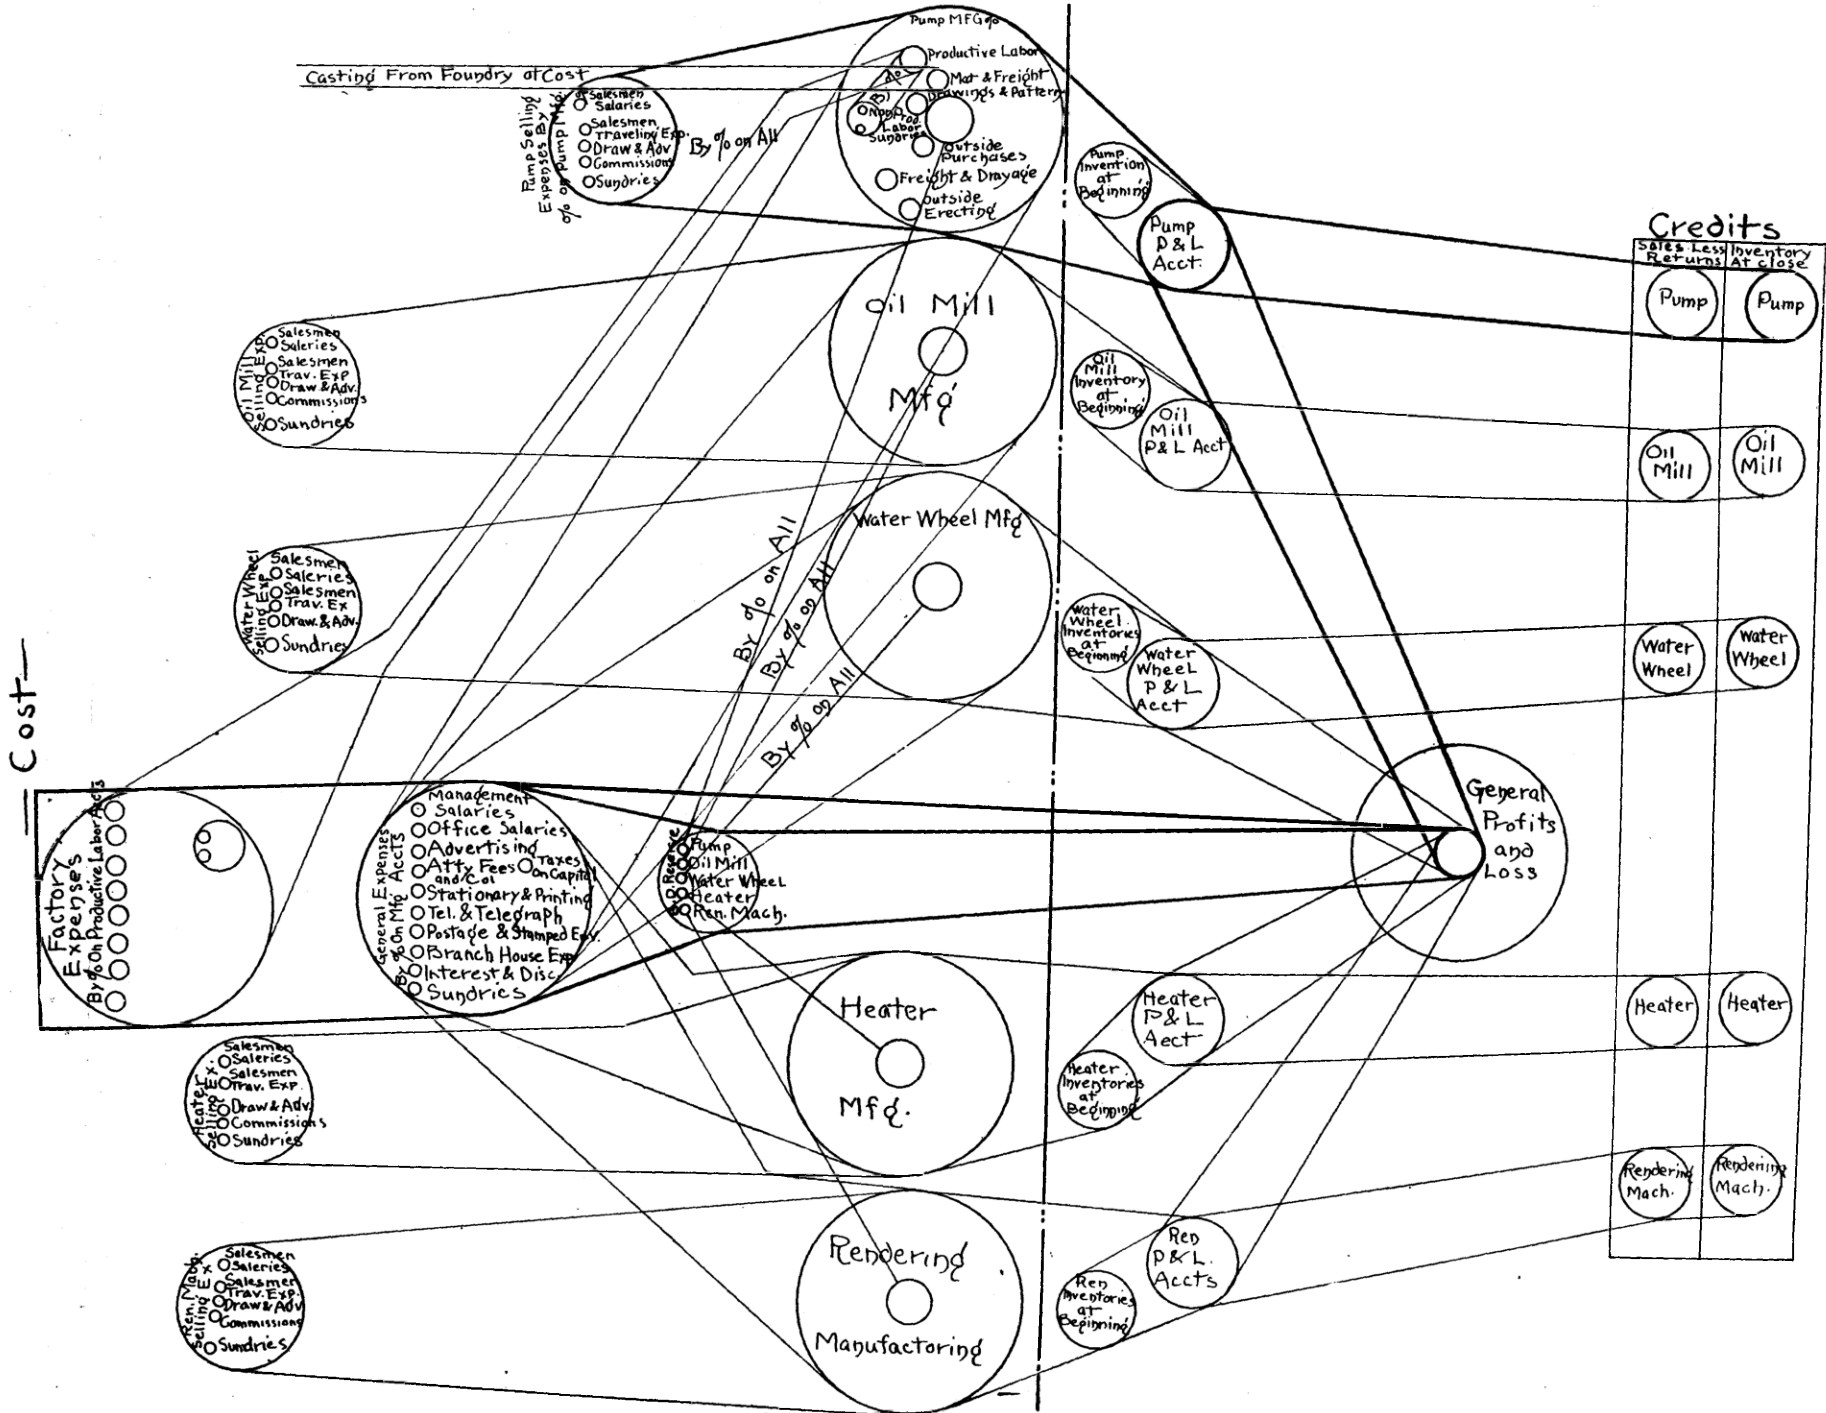 Pump MFG%
Productive Labor
Mat & Freight
Drawings & Pattern
By %
Non Prod.
Labor
Sundries
Outside
Purchases
Freight & Drayage
Outside
Erecting
Casting From Foundry at Cost
Pump Selling
Expenses By
% on Pump Mfg.
Salesmen
Salaries
Salesmen
Traveling Exp.
Draw & Adv
Commissions
Sundries
By % on All
Pump
Invention
at
Beginning
Pump
P & L
Acct.
Credits
Sales Less
Returns
Inventory
At close
Pump
Pump
Oil Mill
Selling Exp.
Salesmen
Saleries
Salesmen
Trav. Exp
Draw & Adv.
Commissions
Sundries
Oil Mill
Mfg
Oil
Mill
Inventory
at
Beginning
Oil
Mill
P & L Acct
Oil
Mill
Oil
Mill
Water Wheel
Selling Exp
Salesmen
Saleries
Salesmen
Trav. Ex
Draw. & Adv.
Sundries
Water Wheel Mfg
By % on All
By % on All
By % on All
Water
Wheel
Inventories
at
Beginning
Water
Wheel
P & L
Acct
Water
Wheel
Water
Wheel
Cost
Factory
Expenses
By % On Productive Labor Accts
General Expenses
By % On Mfg Accts
Management
Salaries
Office Salaries
Advertising
Atty Fees
and Col
Taxes
On Capital
Stationary & Printing
Tel. & Telegraph
Postage & Stamped Env.
Branch House Exp
Interest & Disc
Sundries
B.D. Reserve
Pump
Oil Mill
Water Wheel
Heater
Ren. Mach.
General
Profits
and
Loss
Heater
Selling Ex.
Salesmen
Saleries
Salesmen
Trav. Exp.
Draw & Adv.
Commissions
Sundries
Heater
Mfg.
Heater
P & L
Aect
Heater
Inventories
at
Beginning
Heater
Heater
Ren. Mach.
Selling Ex
Salesmen
Saleries
Salesmen
Trav. Exp.
Draw & Adv
Commissions
Sundries
Rendering
Manufactoring
Ren
P & L.
Accts
Ren
Inventories
at
Beginning
Rendering
Mach.
Rendering
Mach.